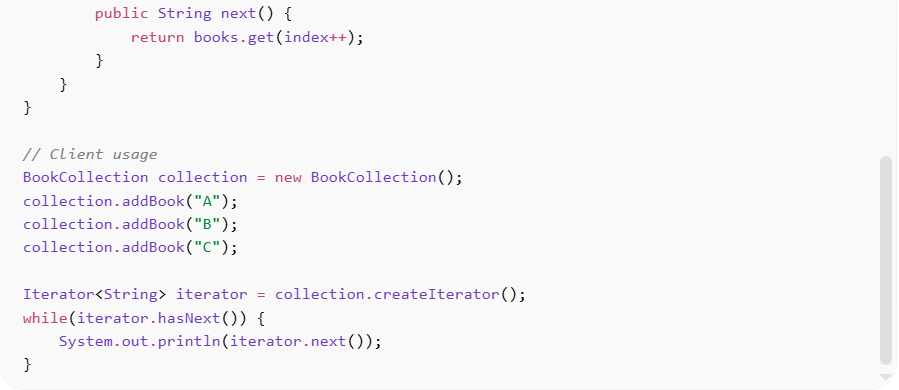 public String next() {
            return books.get(index++);
        }
    }
}

// Client usage
BookCollection collection = new BookCollection();
collection.addBook("A");
collection.addBook("B");
collection.addBook("C");

Iterator<String> iterator = collection.createIterator();
while(iterator.hasNext()) {
    System.out.println(iterator.next());
}